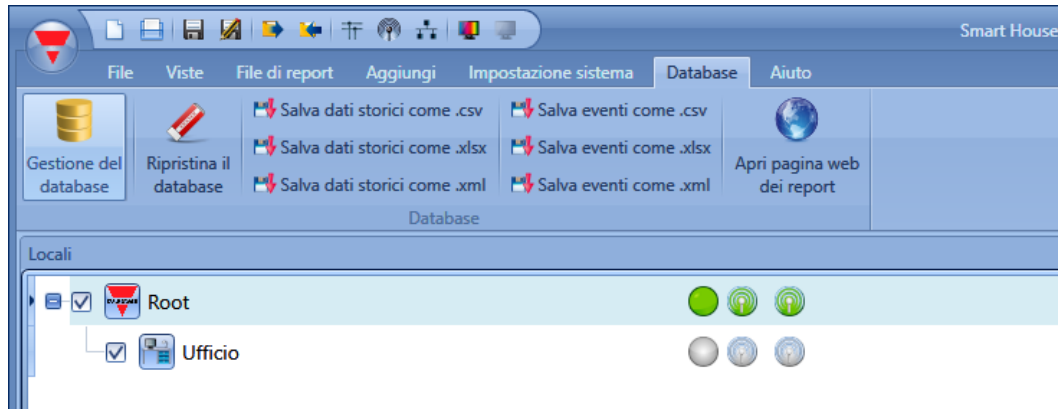 Smart House
File Viste File di report Aggiungi Impostazione sistema Database Aiuto
Gestione del
database
Ripristina il
database
Salva dati storici come .csv
Salva dati storici come .xlsx
Salva dati storici come .xml
Salva eventi come .csv
Salva eventi come .xlsx
Salva eventi come .xml
Apri pagina web
dei report
Database
Locali
Root
Ufficio